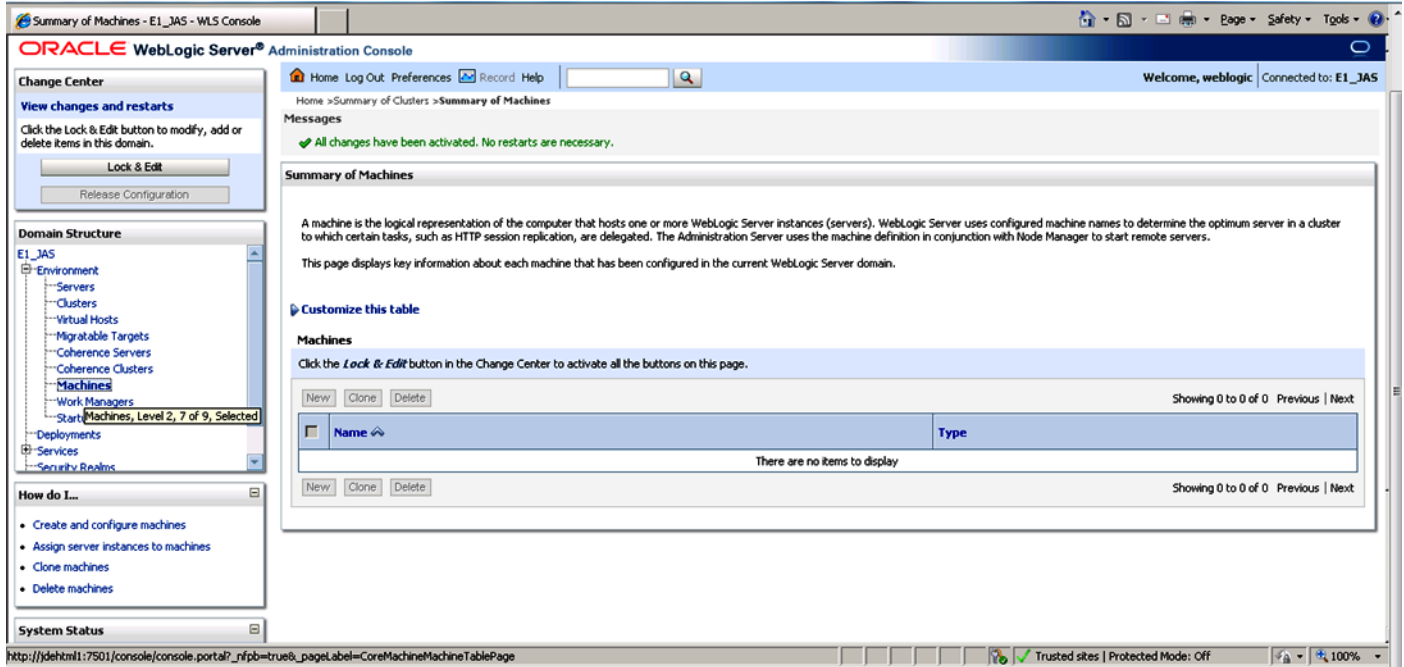 Summary of Machines - E1_JAS - WLS Console
Page
Safety
Tools
ORACLE WebLogic Server® Administration Console
Change Center
View changes and restarts
Click the Lock & Edit button to modify, add or
delete items in this domain.
Lock & Edit
Release Configuration
Domain Structure
E1_JAS
Environment
Servers
Clusters
Virtual Hosts
Migratable Targets
Coherence Servers
Coherence Clusters
Machines
Work Managers
Startu
Machines, Level 2, 7 of 9, Selected
Deployments
Services
Security Realms
How do I...
Create and configure machines
Assign server instances to machines
Clone machines
Delete machines
System Status
Home Log Out Preferences Record Help
Welcome, weblogic Connected to: E1_JAS
Home >Summary of Clusters >Summary of Machines
Messages
All changes have been activated. No restarts are necessary.
Summary of Machines
A machine is the logical representation of the computer that hosts one or more WebLogic Server instances (servers). WebLogic Server uses configured machine names to determine the optimum server in a cluster
to which certain tasks, such as HTTP session replication, are delegated. The Administration Server uses the machine definition in conjunction with Node Manager to start remote servers.
This page displays key information about each machine that has been configured in the current WebLogic Server domain.
Customize this table
Machines
Click the Lock & Edit button in the Change Center to activate all the buttons on this page.
New Clone Delete Showing 0 to 0 of 0 Previous | Next
Name Type
There are no items to display
New Clone Delete Showing 0 to 0 of 0 Previous | Next
http://jdehtml1:7501/console/console.portal?_nfpb=true&_pageLabel=CoreMachineMachineTablePage
Trusted sites | Protected Mode: Off
100%